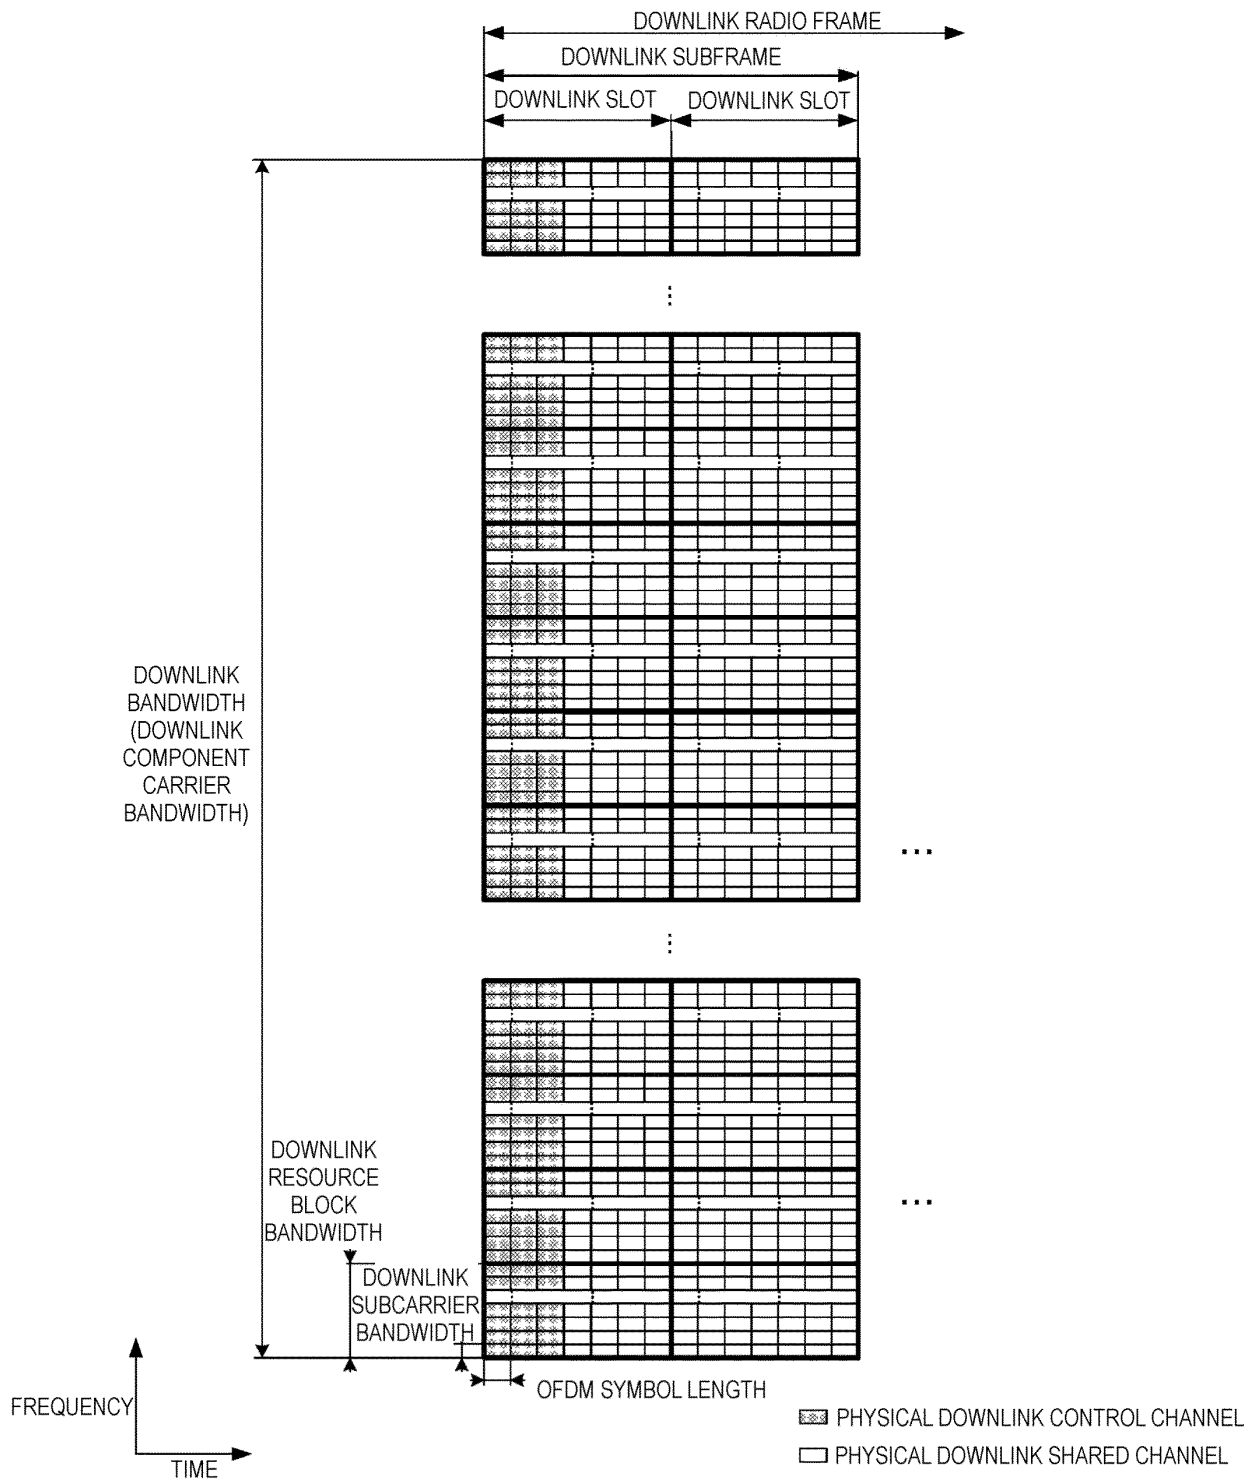 DOWNLINK RADIO FRAME
DOWNLINK SUBFRAME
DOWNLINK SLOT
DOWNLINK SLOT
DOWNLINK
BANDWIDTH
(DOWNLINK
COMPONENT
CARRIER
BANDWIDTH)
DOWNLINK
RESOURCE
BLOCK
BANDWIDTH
DOWNLINK
SUBCARRIER
BANDWIDTH
OFDM SYMBOL LENGTH
FREQUENCY
TIME
PHYSICAL DOWNLINK CONTROL CHANNEL
PHYSICAL DOWNLINK SHARED CHANNEL